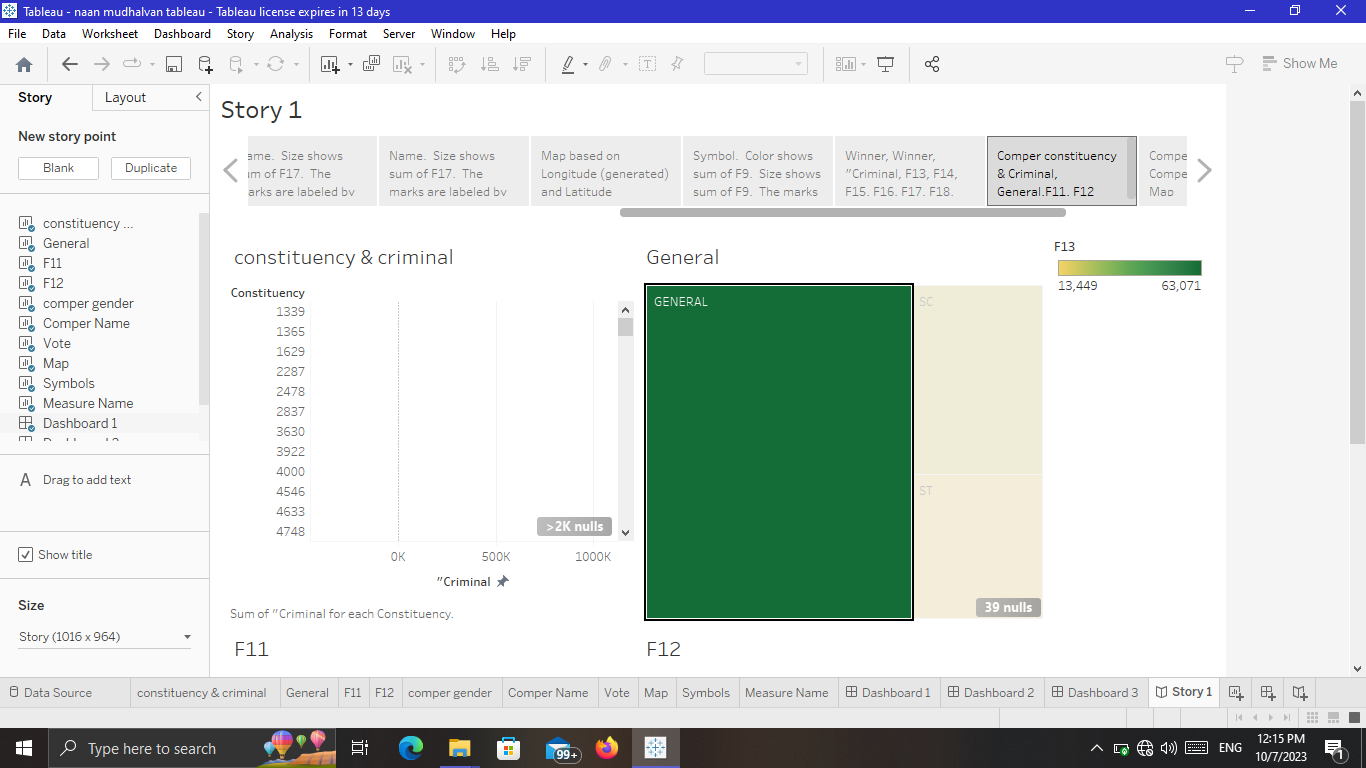 Tableau - naan mudhalvan tableau - Tableau license expires in 13 days
File Data Worksheet Dashboard Story Analysis Format Server Window Help
Show Me
Story Layout
New story point
Blank Duplicate
constituency ...
General
F11
F12
comper gender
Comper Name
Vote
Map
Symbols
Measure Name
Dashboard 1
Drag to add text
Show title
Size
Story (1016 x 964)
Story 1
ame. Size shows
um of F17. The
arks are labeled by
Name. Size shows
sum of F17. The
marks are labeled by
Map based on
Longitude (generated)
and Latitude
Symbol. Color shows
sum of F9. Size shows
sum of F9. The marks
Winner, Winner,
"Criminal, F13, F14,
F15, F16, F17, F18,
Comper constituency
& Criminal,
General,F11, F12
Compe
Compe
Map
constituency & criminal
Constituency
1339
1365
1629
2287
2478
2837
3630
3922
4000
4546
4633
4748
>2K nulls
0K 500K 1000K
"Criminal
Sum of "Criminal for each Constituency.
General
GENERAL
SC
ST
39 nulls
F13
13,449 63,071
F11
F12
Data Source constituency & criminal General F11 F12 comper gender Comper Name Vote Map Symbols Measure Name Dashboard 1 Dashboard 2 Dashboard 3 Story 1
Type here to search
99+
ENG
12:15 PM
10/7/2023
1